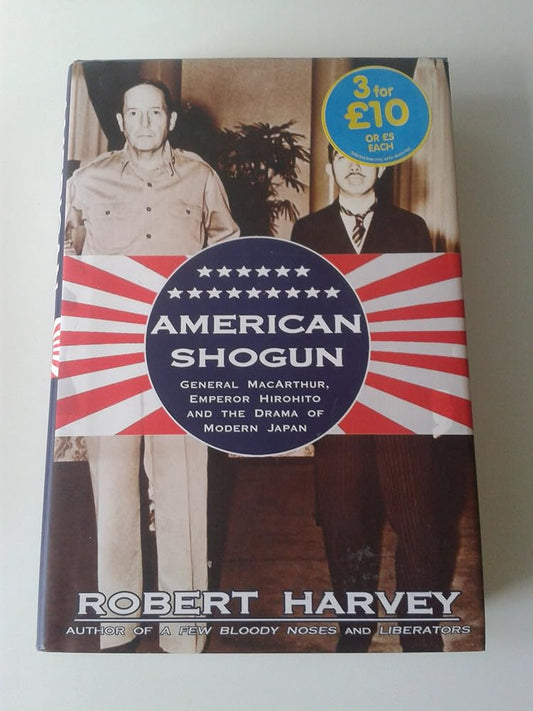 3 for
£10
OR £5
EACH
AMERICAN
SHOGUN
GENERAL MACARTHUR,
EMPEROR HIROHITO
AND THE DRAMA OF
MODERN JAPAN
ROBERT HARVEY
AUTHOR OF A FEW BLOODY NOSES AND LIBERATORS